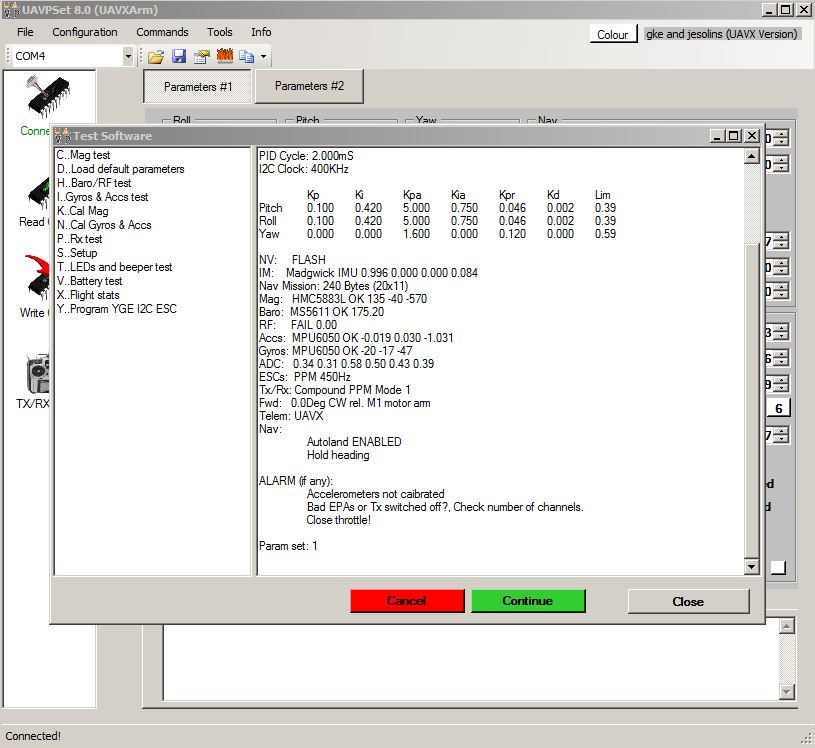 UAVPSet 8.0 (UAVXArm)
File Configuration Commands Tools Info
Colour gke and jesolins (UAVX Version)
COM4
Parameters #1 Parameters #2
Roll Pitch Yaw Nav
Test Software
C..Mag test
D..Load default parameters
H..Baro/RF test
I..Gyros & Accs test
K..Cal Mag
N..Cal Gyros & Accs
P..Rx test
S..Setup
T..LEDs and beeper test
V..Battery test
X..Flight stats
Y..Program YGE I2C ESC
PID Cycle: 2.000mS
I2C Clock: 400KHz
Kp Ki Kpa Kia Kpr Kd Lim
Pitch 0.100 0.420 5.000 0.750 0.046 0.002 0.39
Roll 0.100 0.420 5.000 0.750 0.046 0.002 0.39
Yaw 0.000 0.000 1.600 0.000 0.120 0.000 0.59
NV: FLASH
IM: Madgwick IMU 0.996 0.000 0.000 0.084
Nav Mission: 240 Bytes (20x11)
Mag: HMC5883L OK 135 -40 -570
Baro: MS5611 OK 175.20
RF: FAIL 0.00
Accs: MPU6050 OK -0.019 0.030 -1.031
Gyros: MPU6050 OK -20 -17 -47
ADC: 0.34 0.31 0.58 0.50 0.43 0.39
ESCs: PPM 450Hz
Tx/Rx: Compound PPM Mode 1
Fwd: 0.0Deg CW rel. M1 motor arm
Telem: UAVX
Nav:
Autoland ENABLED
Hold heading
ALARM (if any):
Accelerometers not caibrated
Bad EPAs or Tx switched off?, Check number of channels.
Close throttle!
Param set: 1
Cancel Continue Close
Conne
Read C
Write C
TX/RX
6
Connected!